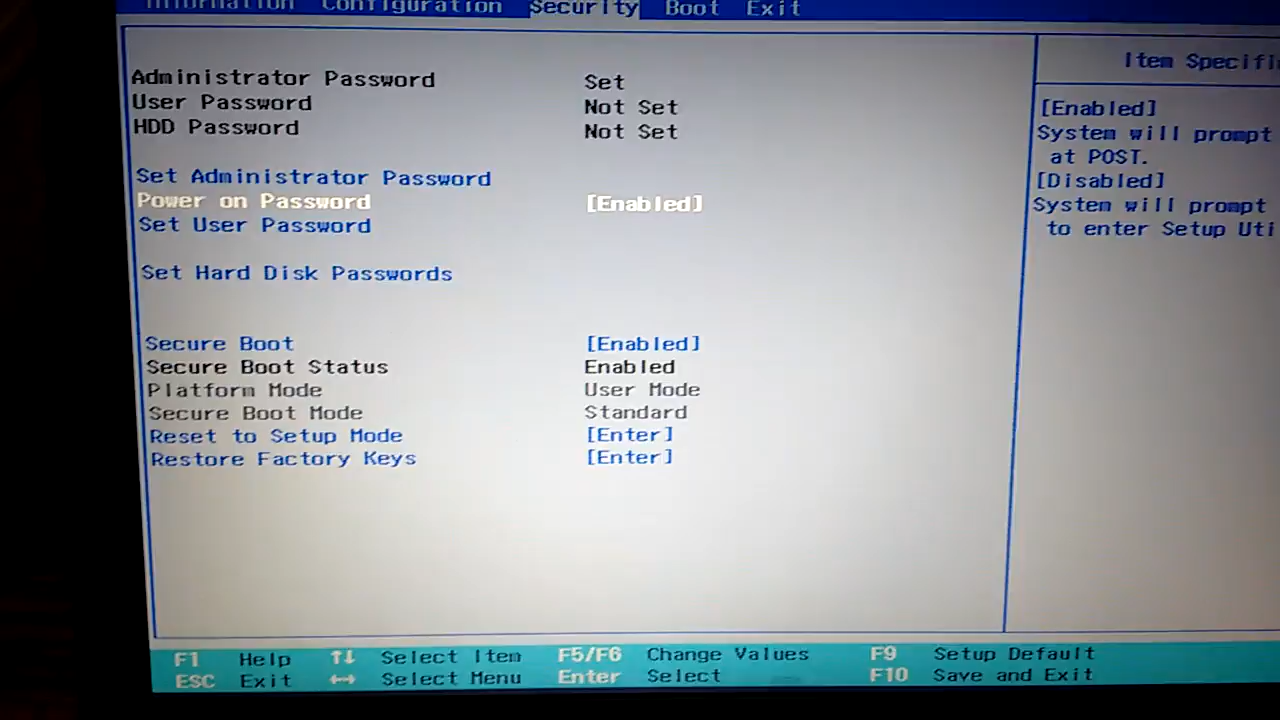 Information Configuration Security Boot Exit
Item Specifi
Administrator Password Set
User Password Not Set
HDD Password Not Set
Set Administrator Password
Power on Password [Enabled]
Set User Password
Set Hard Disk Passwords
Secure Boot [Enabled]
Secure Boot Status Enabled
Platform Mode User Mode
Secure Boot Mode Standard
Reset to Setup Mode [Enter]
Restore Factory Keys [Enter]
[Enabled]
System will prompt
at POST.
[Disabled]
System will prompt
to enter Setup Uti
F1 Help ↑↓ Select Item F5/F6 Change Values F9 Setup Default
ESC Exit ↔ Select Menu Enter Select F10 Save and Exit